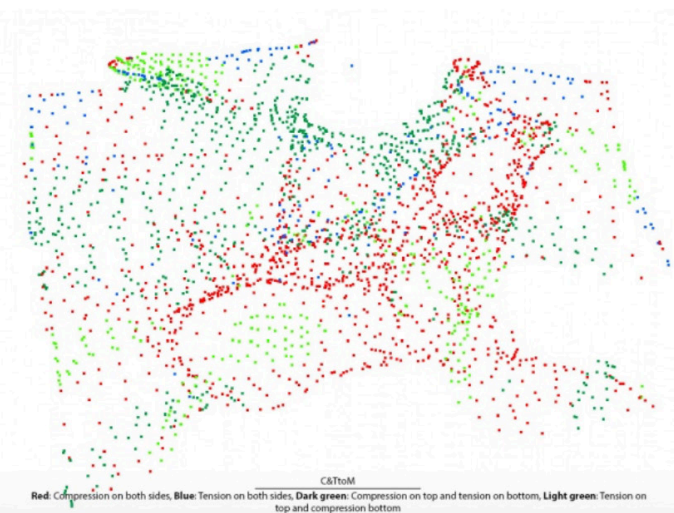 C&TtoM
Red: Compression on both sides, Blue: Tension on both sides, Dark green: Compression on top and tension on bottom, Light green: Tension on
top and compression bottom